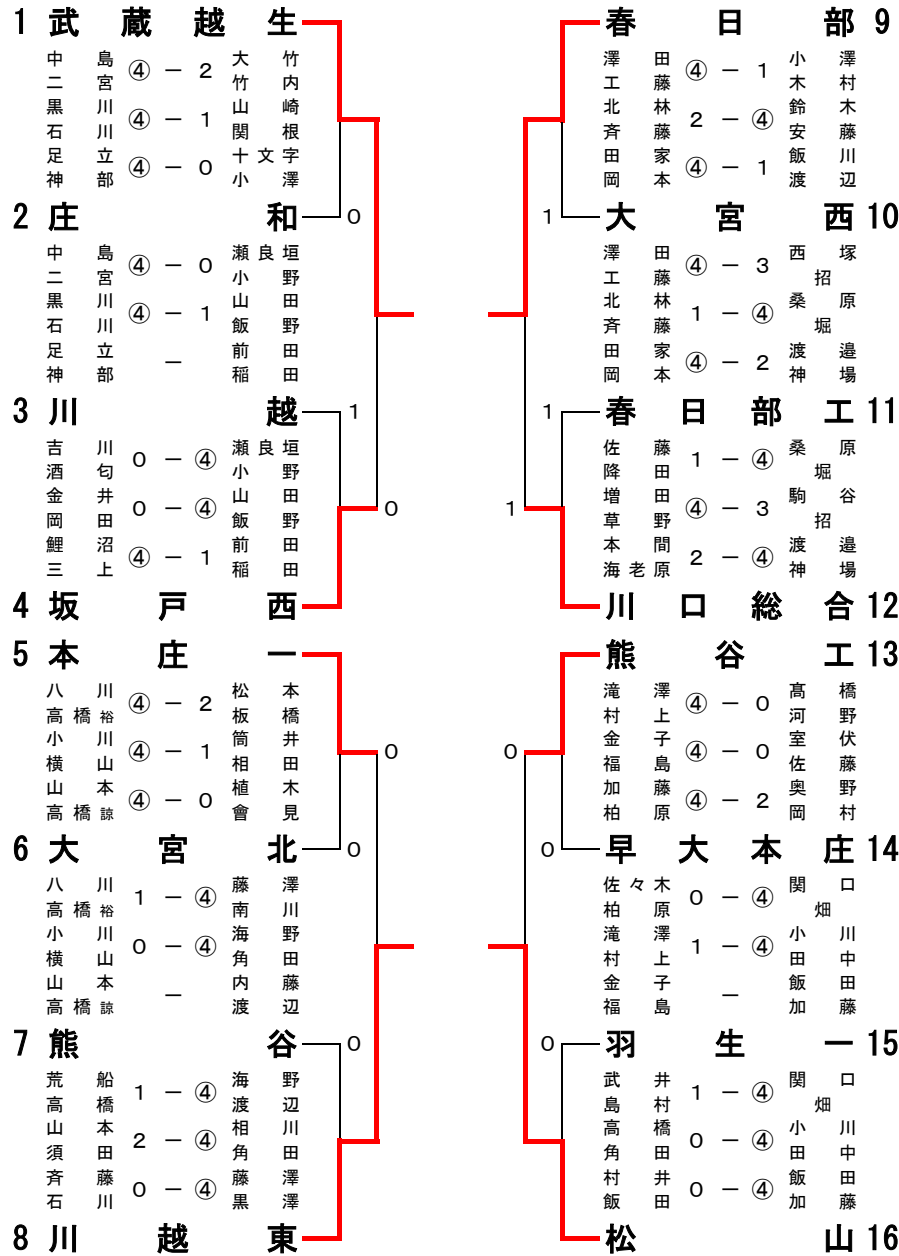 1 武蔵越生
中島 ④ － 2 大竹
二宮 竹内
黒川 ④ － 1 山崎
石川 関根
足立 ④ － 0 十文字
神部 小澤
2 庄和 0
中島 ④ － 0 瀬良垣
二宮 小野
黒川 ④ － 1 山田
石川 飯野
足立 － 前田
神部 稲田
3 川越 1
吉川 0 － ④ 瀬良垣
酒匂 小野
金井 0 － ④ 山田
岡田 飯野
0
鯉沼 ④ － 1 前田
三上 稲田
4 坂戸西
5 本庄一
八川 ④ － 2 松本
高橋裕 板橋
小川 ④ － 1 筒井
横山 相田
0
山本 ④ － 0 植木
高橋諒 會見
6 大宮北 0
八川 1 － ④ 藤澤
高橋裕 南川
小川 0 － ④ 海野
横山 角田
山本 － 内藤
高橋諒 渡辺
7 熊谷 0
荒船 1 － ④ 海野
高橋 渡辺
山本 2 － ④ 相川
須田 角田
斉藤 0 － ④ 藤澤
石川 黒澤
8 川越東
春日部 9
澤田 ④ － 1 小澤
工藤 木村
北林 2 － ④ 鈴木
斉藤 安藤
田家 ④ － 1 飯川
岡本 渡辺
1 大宮西 10
澤田 ④ － 3 西塚
工藤 招
北林 1 － ④ 桑原
斉藤 堀
田家 ④ － 2 渡邉
岡本 神場
1 春日部工 11
佐藤 1 － ④ 桑原
降田 堀
増田 ④ － 3 駒谷
草野 招
1
本間 2 － ④ 渡邉
海老原 神場
川口総合 12
熊谷工 13
滝澤 ④ － 0 髙橋
村上 河野
金子 ④ － 0 室伏
福島 佐藤
0
加藤 ④ － 2 奥野
柏原 岡村
0 早大本庄 14
佐々木 0 － ④ 関口
柏原 畑
滝澤 1 － ④ 小川
村上 田中
金子 － 飯田
福島 加藤
0 羽生一 15
武井 1 － ④ 関口
島村 畑
高橋 0 － ④ 小川
角田 田中
村井 0 － ④ 飯田
飯田 加藤
松山 16